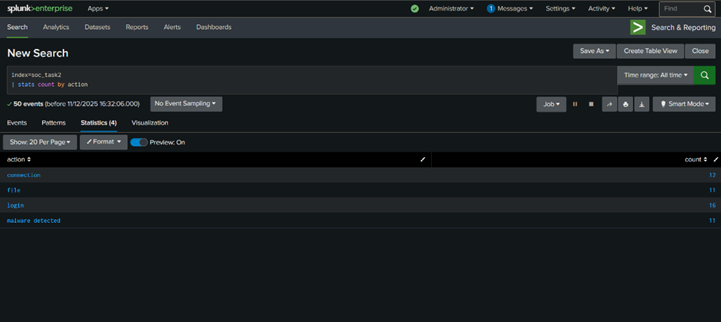 splunk>enterprise Apps Administrator 1 Messages Settings Activity Help Find
Search Analytics Datasets Reports Alerts Dashboards Search & Reporting
New Search Save As Create Table View Close
index=soc_task2 Time range: All time
| stats count by action
✓ 50 events (before 11/12/2025 16:32:06.000) No Event Sampling Job Smart Mode
Events Patterns Statistics (4) Visualization
Show: 20 Per Page Format Preview: On
action count
connection 12
file 11
login 16
malware detected 11